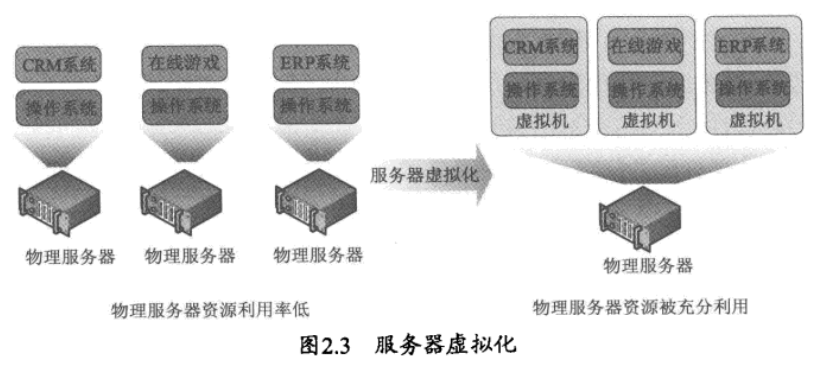 CRM系统
在线游戏
ERP系统
操作系统
操作系统
操作系统
物理服务器
物理服务器
物理服务器
物理服务器资源利用率低
服务器虚拟化
CRM系统
在线游戏
ERP系统
操作系统
操作系统
操作系统
虚拟机
虚拟机
虚拟机
物理服务器
物理服务器资源被充分利用
图2.3 服务器虚拟化